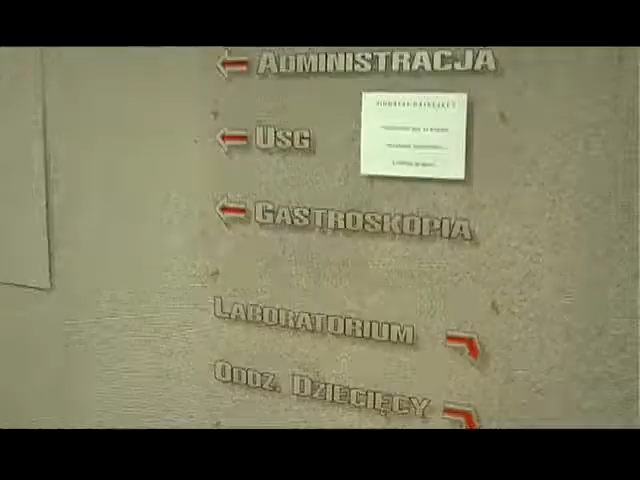 Administracja
Usg
Gastroskopia
Laboratorium
Oddz. Dziecięcy